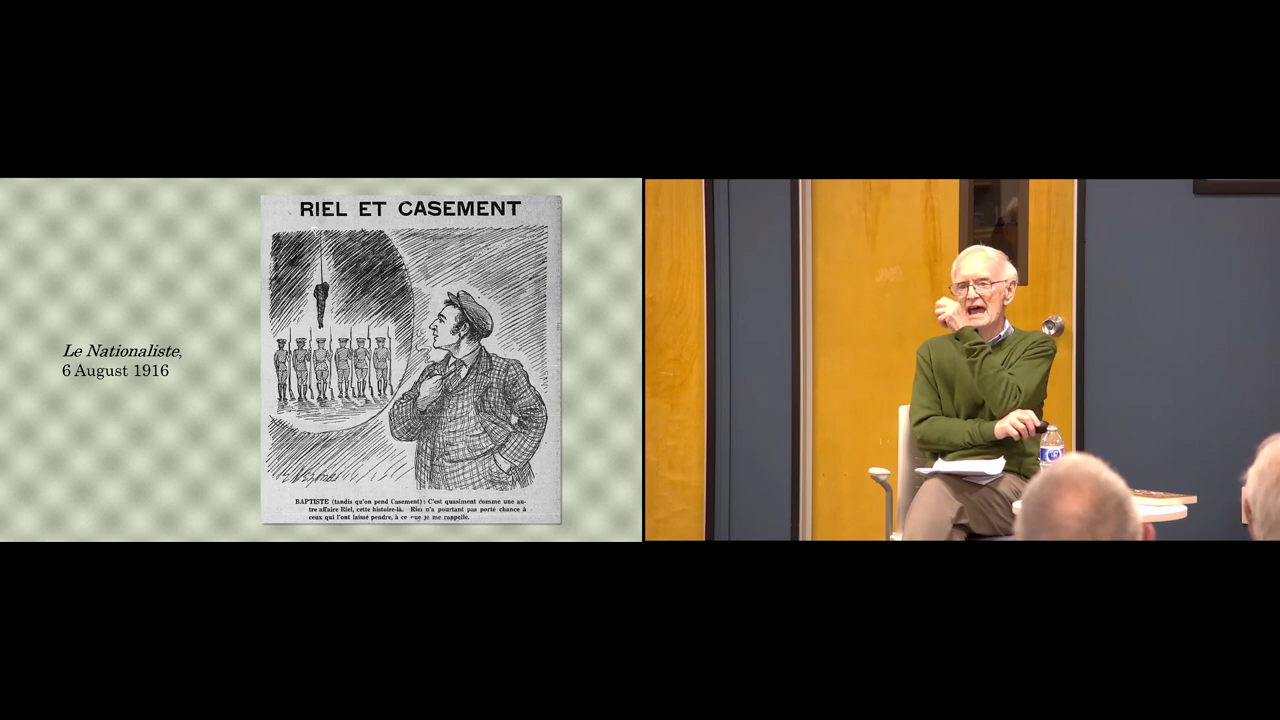 Le Nationaliste,
6 August 1916
RIEL ET CASEMENT
BAPTISTE (tandis qu'on pend Casement) : C'est quasiment comme une au-
tre affaire Riel, cette histoire-là. Riel n'a pourtant pas porté chance à
ceux qui l'ont laissé pendre, à ce que je me rappelle.